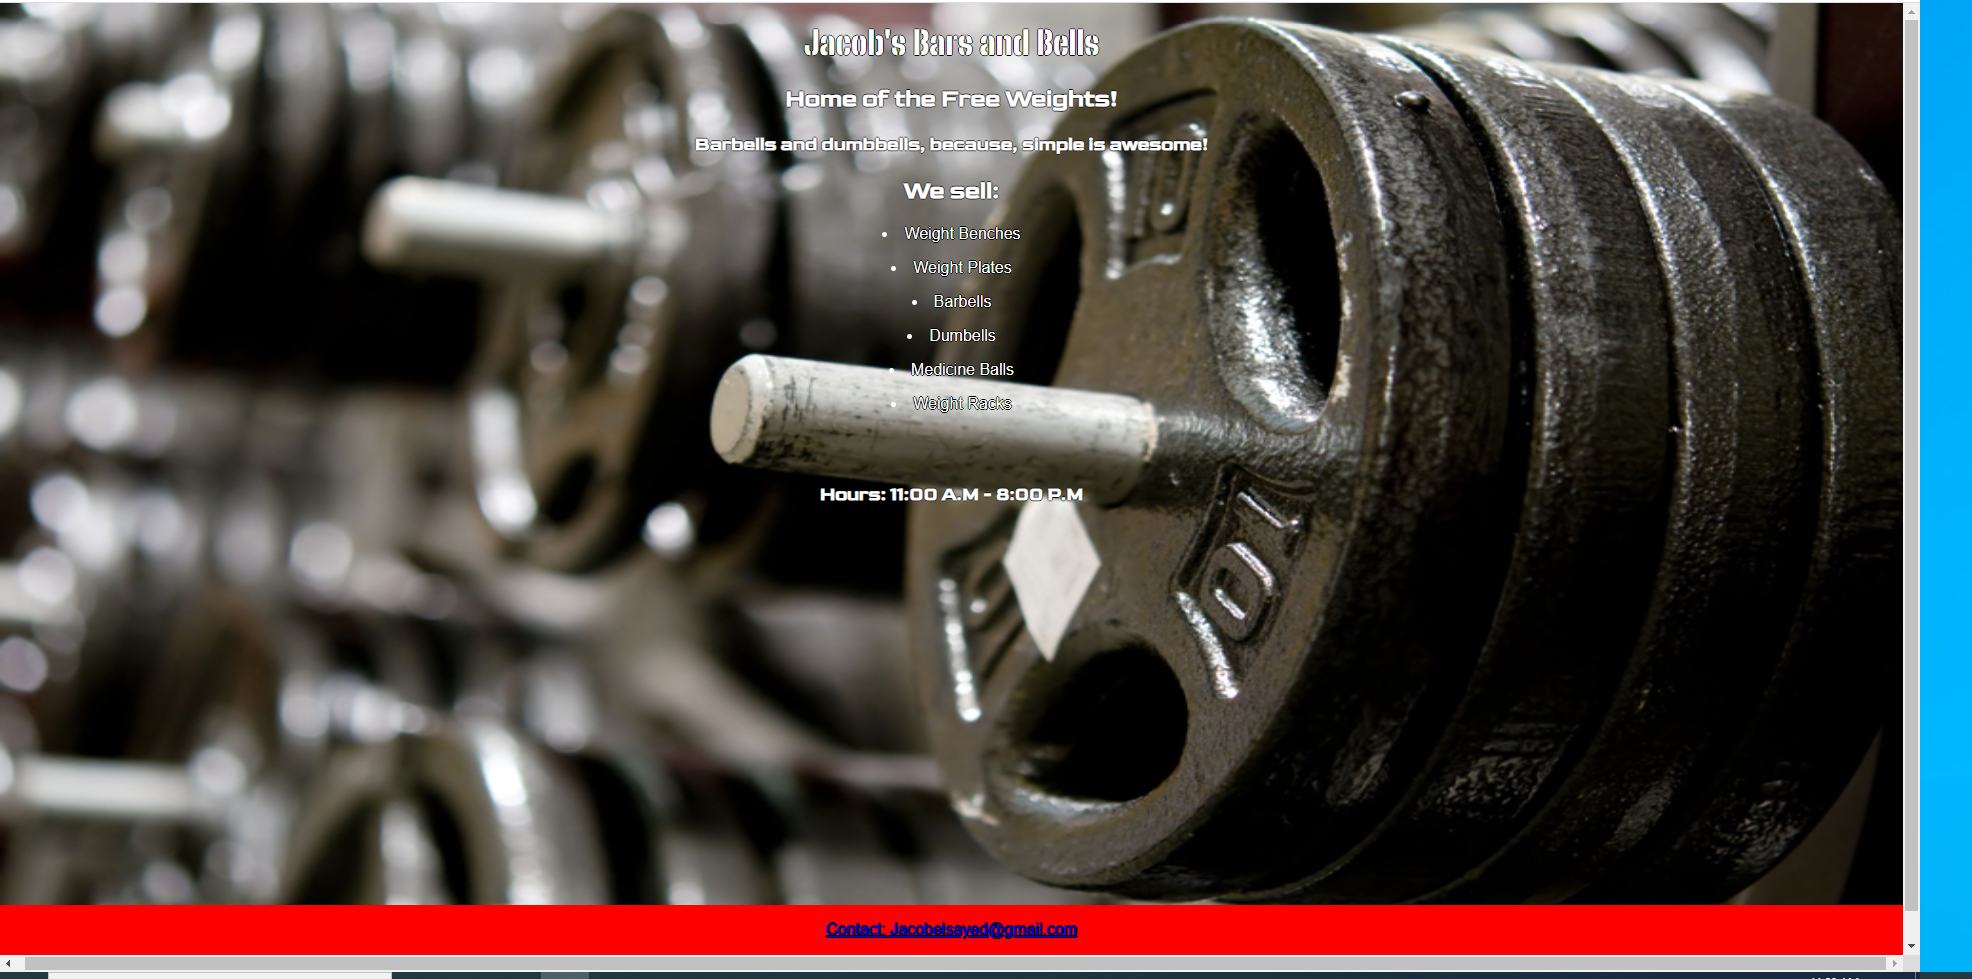 Jacob's Bars and Bells
Home of the Free Weights!
Barbells and dumbbells, because, simple is awesome!
We sell:
• Weight Benches
• Weight Plates
• Barbells
• Dumbells
• Medicine Balls
• Weight Racks
Hours: 11:00 A.M - 8:00 P.M
10
Contact: Jacobelsayed@gmail.com